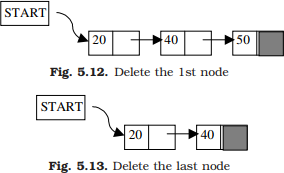 START
20 40 50
Fig. 5.12. Delete the 1st node
START
20 40
Fig. 5.13. Delete the last node